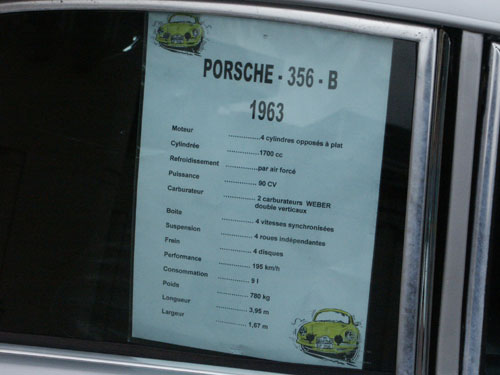 PORSCHE - 356 - B
1963
Moteur ................4 cylindres opposés à plat
Cylindrée ................1700 cc
Refroidissement ................par air forcé
Puissance ................ 90 CV
Carburateur ................ 2 carburateurs WEBER
double verticaux
Boite ................ 4 vitesses synchronisées
Suspension ................ 4 roues indépendantes
Frein ................ 4 disques
Performance ................ 195 km/h
Consommation ................ 9 l
Poids ................ 780 kg
Longueur ................ 3,95 m
Largeur ................ 1,67 m